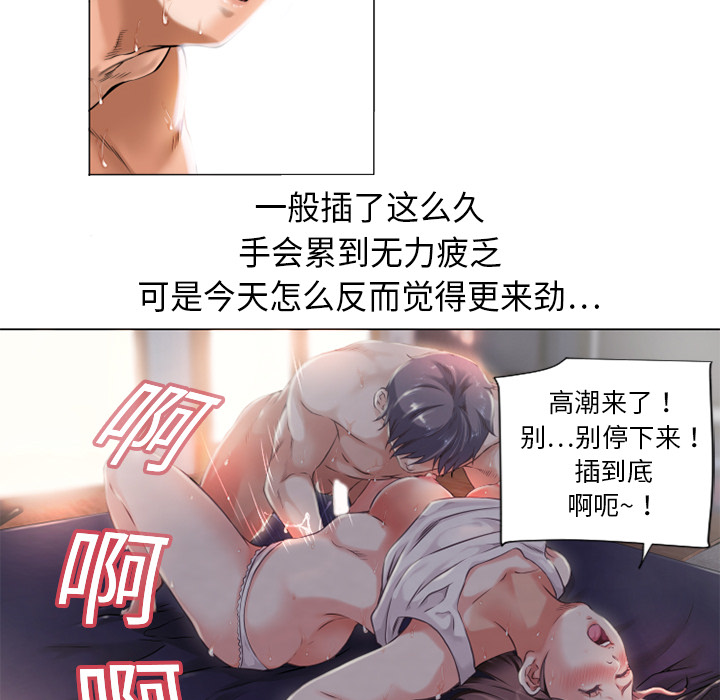 一般插了这么久
手会累到无力疲乏
可是今天怎么反而觉得更来劲...
啊
高潮来了！
别...别停下来！
插到底
啊呃~！
啊
啊